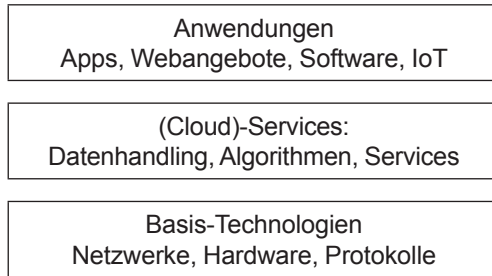 Anwendungen
Apps, Webangebote, Software, IoT
(Cloud)-Services:
Datenhandling, Algorithmen, Services
Basis-Technologien
Netzwerke, Hardware, Protokolle